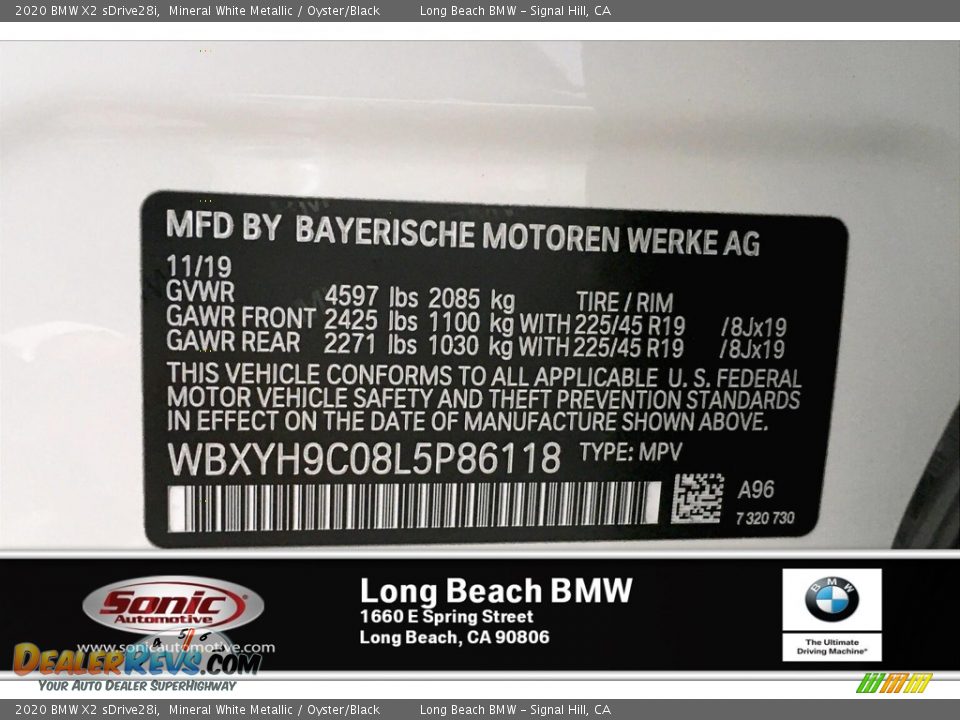 2020 BMW X2 sDrive28i, Mineral White Metallic / Oyster/Black Long Beach BMW - Signal Hill, CA
MFD BY BAYERISCHE MOTOREN WERKE AG
11/19
GVWR 4597 lbs 2085 kg TIRE / RIM
GAWR FRONT 2425 lbs 1100 kg WITH 225/45 R19 /8Jx19
GAWR REAR 2271 lbs 1030 kg WITH 225/45 R19 /8Jx19
THIS VEHICLE CONFORMS TO ALL APPLICABLE U. S. FEDERAL
MOTOR VEHICLE SAFETY AND THEFT PREVENTION STANDARDS
IN EFFECT ON THE DATE OF MANUFACTURE SHOWN ABOVE.
WBXYH9C08L5P86118 TYPE: MPV
A96
7 320 730
Sonic
Automotive
www.sonicautomotive.com
Long Beach BMW
1660 E Spring Street
Long Beach, CA 90806
BMW
The Ultimate
Driving Machine®
4 5 6
DEALERREVS.COM
YOUR AUTO DEALER SUPERHIGHWAY
2020 BMW X2 sDrive28i, Mineral White Metallic / Oyster/Black Long Beach BMW - Signal Hill, CA